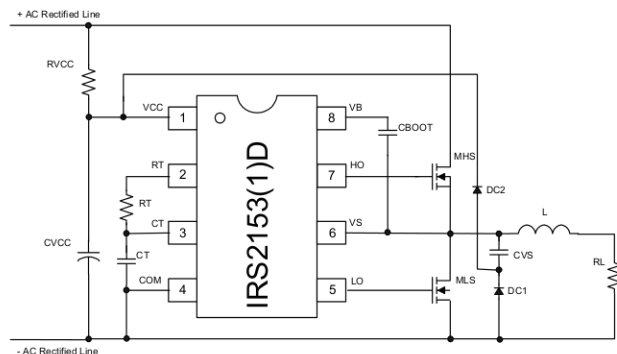 + AC Rectified Line
RVCC
VCC
1
8
VB
CBOOT
MHS
RT
2
7
HO
DC2
RT
IRS2153(1)D
CT
3
6
VS
L
CVCC
CT
CVS
RL
COM
4
5
LO
MLS
DC1
- AC Rectified Line